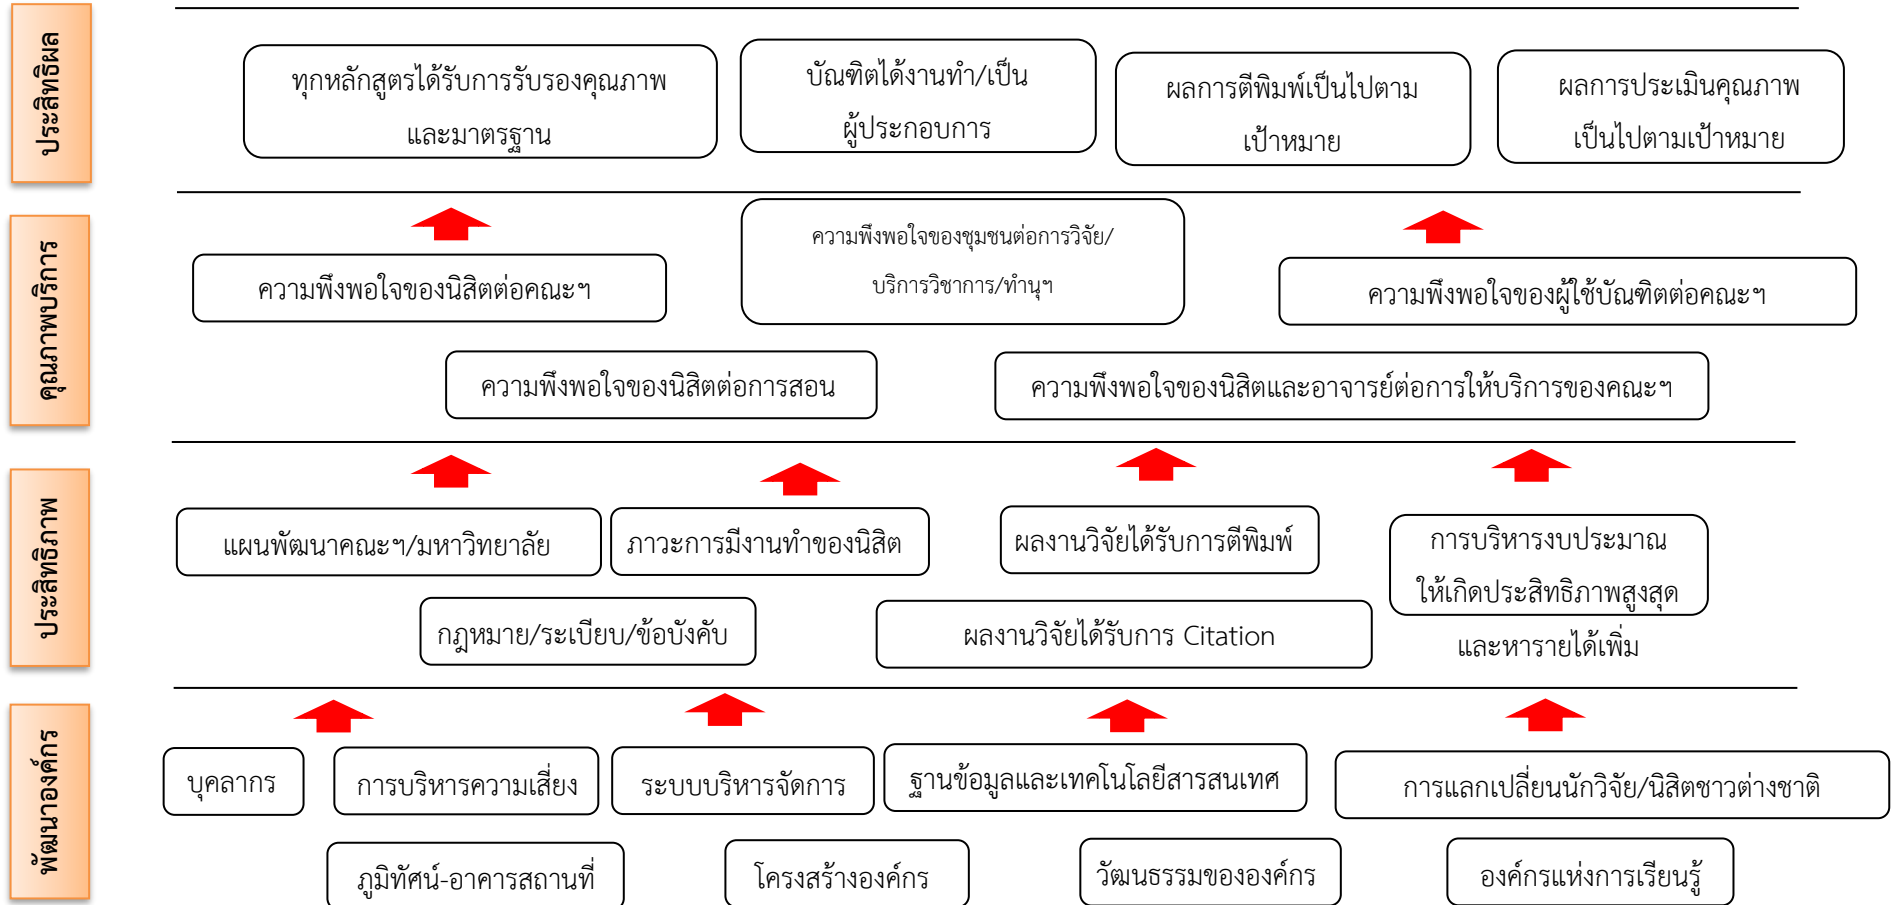 ประสิทธิผล
ทุกหลักสูตรได้รับการรับรองคุณภาพ
และมาตรฐาน
บัณฑิตได้งานทำ/เป็น
ผู้ประกอบการ
ผลการตีพิมพ์เป็นไปตาม
เป้าหมาย
ผลการประเมินคุณภาพ
เป็นไปตามเป้าหมาย
คุณภาพบริการ
ความพึงพอใจของนิสิตต่อคณะฯ
ความพึงพอใจของชุมชนต่อการวิจัย/
บริการวิชาการ/ทำนุฯ
ความพึงพอใจของผู้ใช้บัณฑิตต่อคณะฯ
ความพึงพอใจของนิสิตต่อการสอน
ความพึงพอใจของนิสิตและอาจารย์ต่อการให้บริการของคณะฯ
ประสิทธิภาพ
แผนพัฒนาคณะฯ/มหาวิทยาลัย
ภาวะการมีงานทำของนิสิต
ผลงานวิจัยได้รับการตีพิมพ์
การบริหารงบประมาณ
ให้เกิดประสิทธิภาพสูงสุด
และหารายได้เพิ่ม
กฎหมาย/ระเบียบ/ข้อบังคับ
ผลงานวิจัยได้รับการ Citation
พัฒนาองค์กร
บุคลากร
การบริหารความเสี่ยง
ระบบบริหารจัดการ
ฐานข้อมูลและเทคโนโลยีสารสนเทศ
การแลกเปลี่ยนนักวิจัย/นิสิตชาวต่างชาติ
ภูมิทัศน์-อาคารสถานที่
โครงสร้างองค์กร
วัฒนธรรมขององค์กร
องค์กรแห่งการเรียนรู้